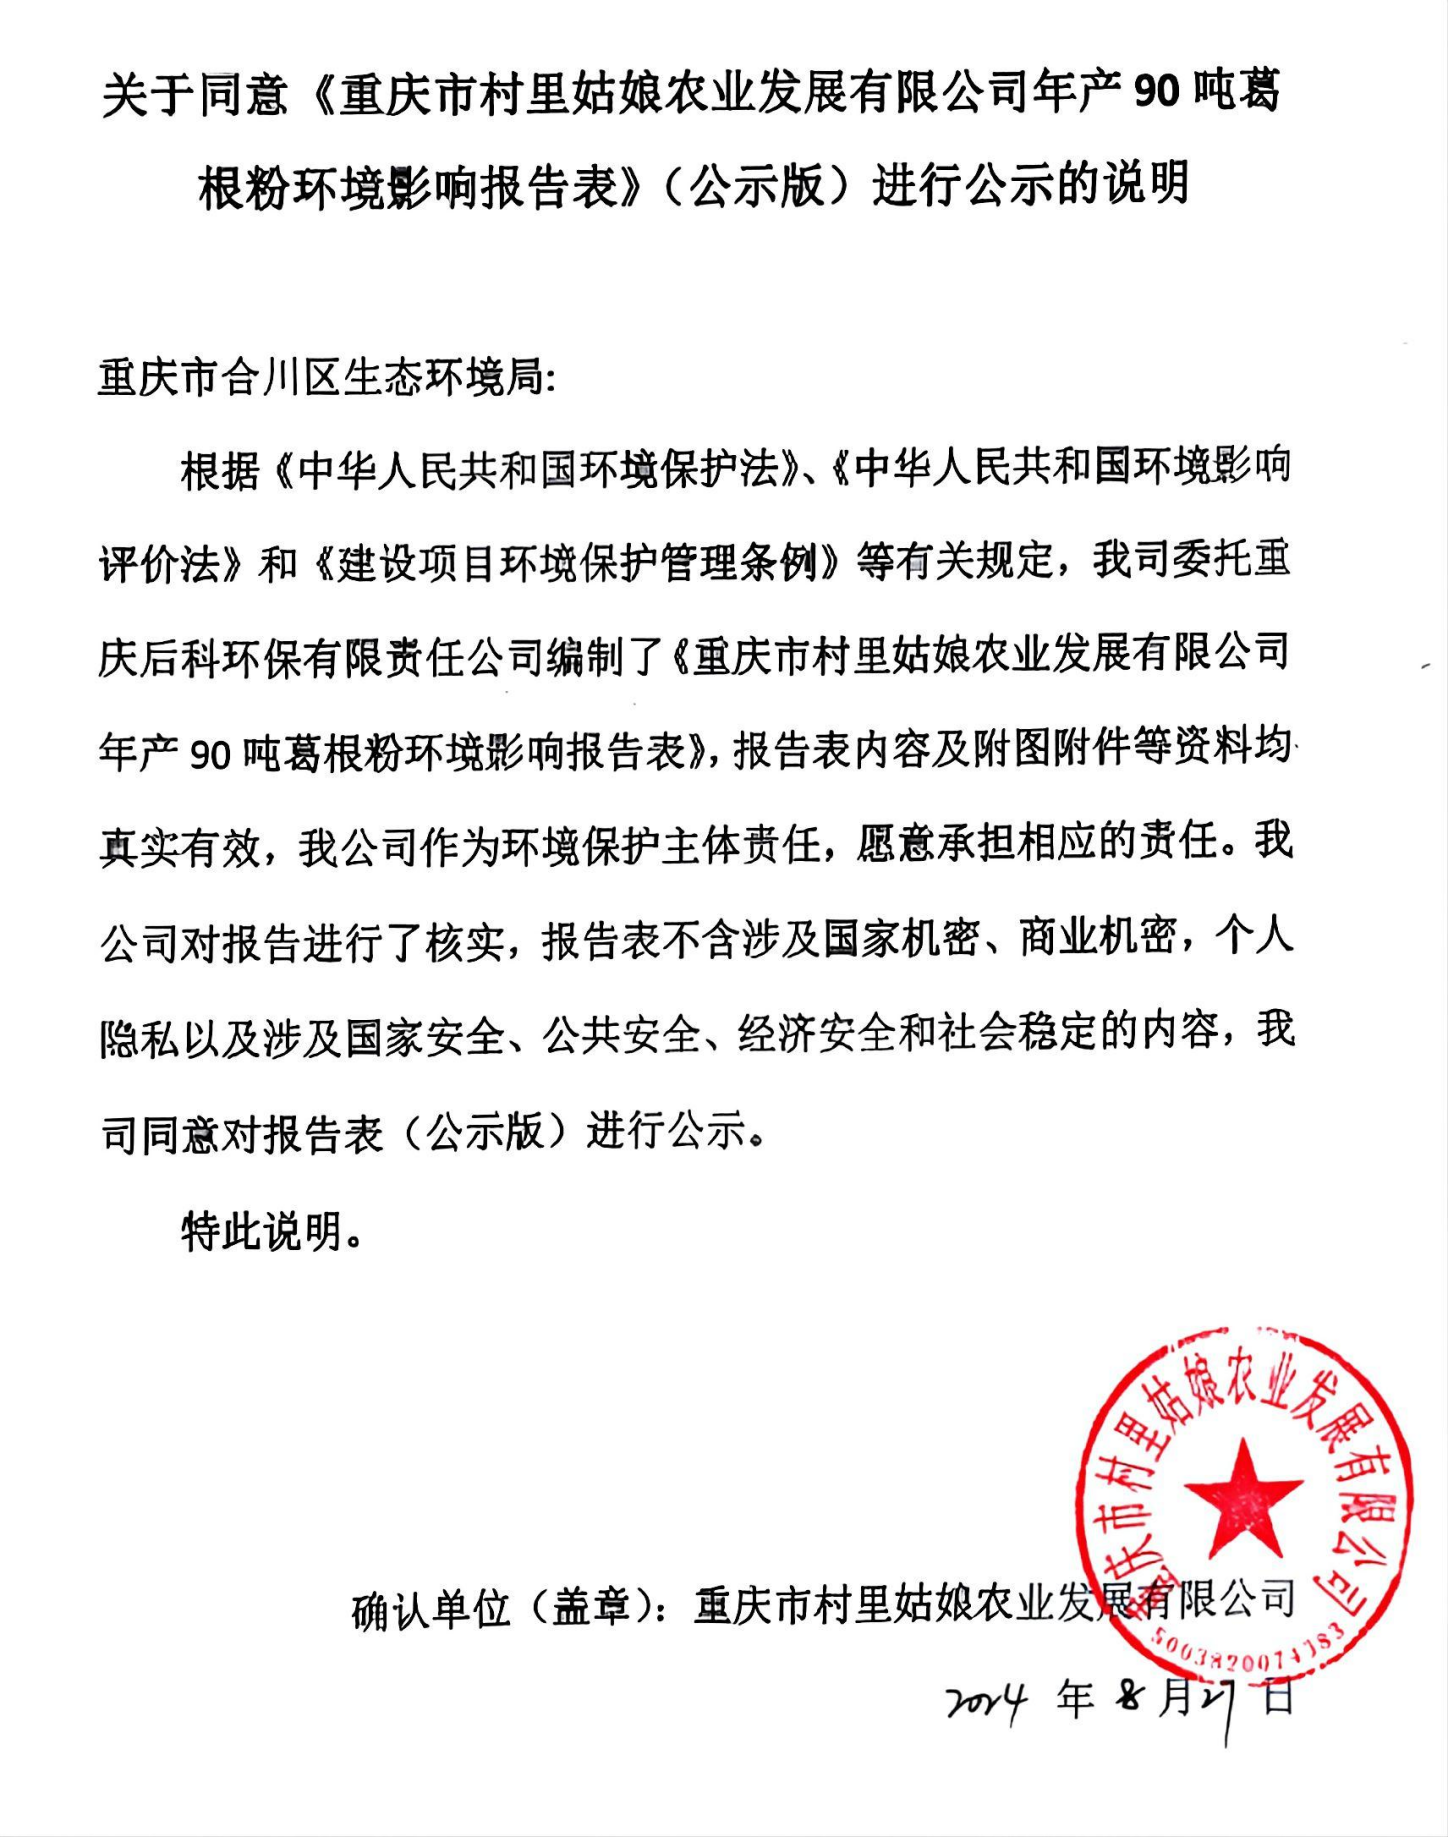 关于同意《重庆市村里姑娘农业发展有限公司年产90吨葛
根粉环境影响报告表》（公示版）进行公示的说明
重庆市合川区生态环境局:
根据《中华人民共和国环境保护法》、《中华人民共和国环境影响
评价法》和《建设项目环境保护管理条例》等有关规定，我司委托重
庆后科环保有限责任公司编制了《重庆市村里姑娘农业发展有限公司
年产90吨葛根粉环境影响报告表》，报告表内容及附图附件等资料均
真实有效，我公司作为环境保护主体责任，愿意承担相应的责任。我
公司对报告进行了核实，报告表不含涉及国家机密、商业机密，个人
隐私以及涉及国家安全、公共安全、经济安全和社会稳定的内容，我
司同意对报告表（公示版）进行公示。
特此说明。
重庆市村里姑娘农业发展有限公司
确认单位（盖章）：重庆市村里姑娘农业发展有限公司
2024 年 8 月 27 日